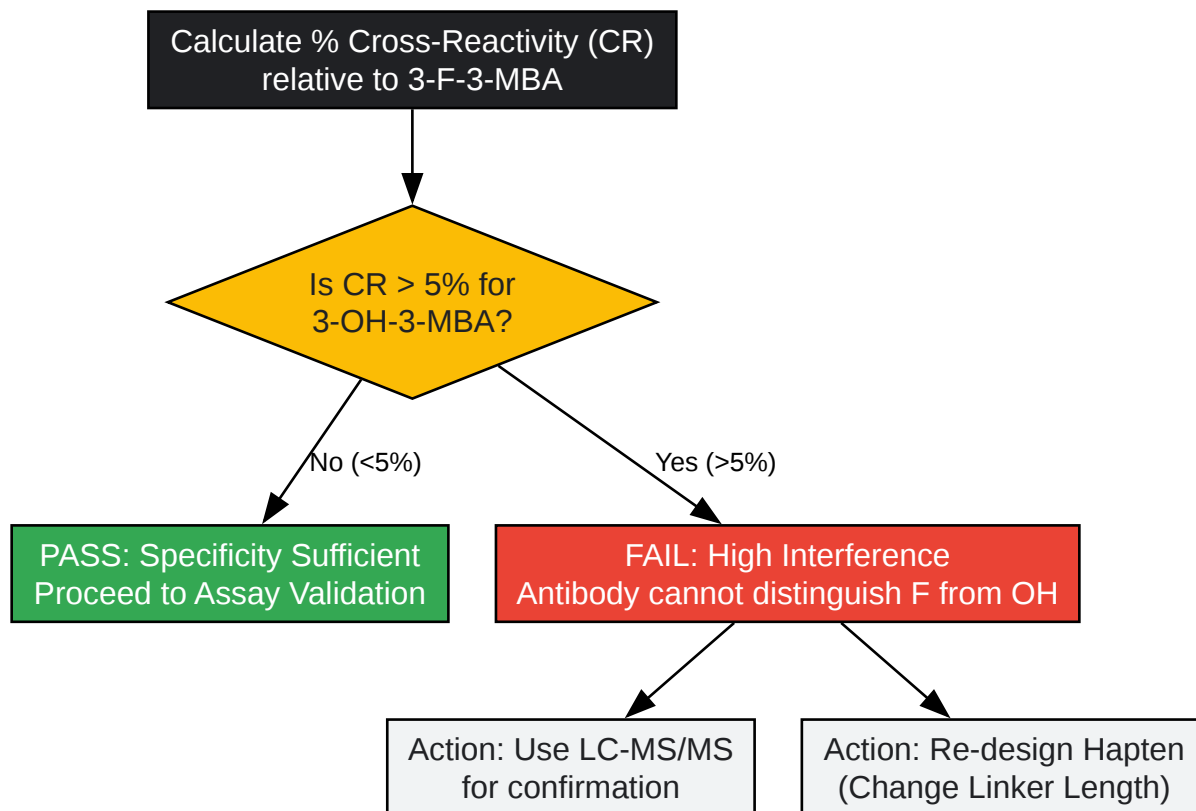 Calculate % Cross-Reactivity (CR)
relative to 3-F-3-MBA
Is CR > 5% for
3-OH-3-MBA?
No (<5%)
Yes (>5%)
PASS: Specificity Sufficient
Proceed to Assay Validation
FAIL: High Interference
Antibody cannot distinguish F from OH
Action: Use LC-MS/MS
for confirmation
Action: Re-design Hapten
(Change Linker Length)